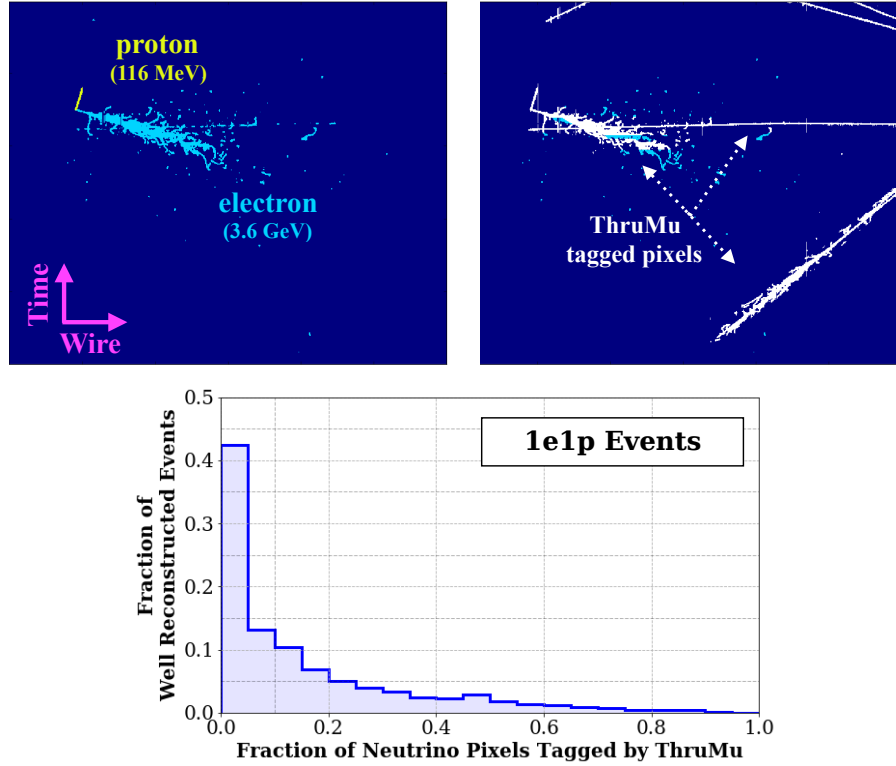 proton
(116 MeV)
electron
(3.6 GeV)
Time
Wire
ThruMu
tagged pixels
1e1p Events
Fraction of
Well Reconstructed Events
0.5
0.4
0.3
0.2
0.1
0.0
0.0 0.2 0.4 0.6 0.8 1.0
Fraction of Neutrino Pixels Tagged by ThruMu